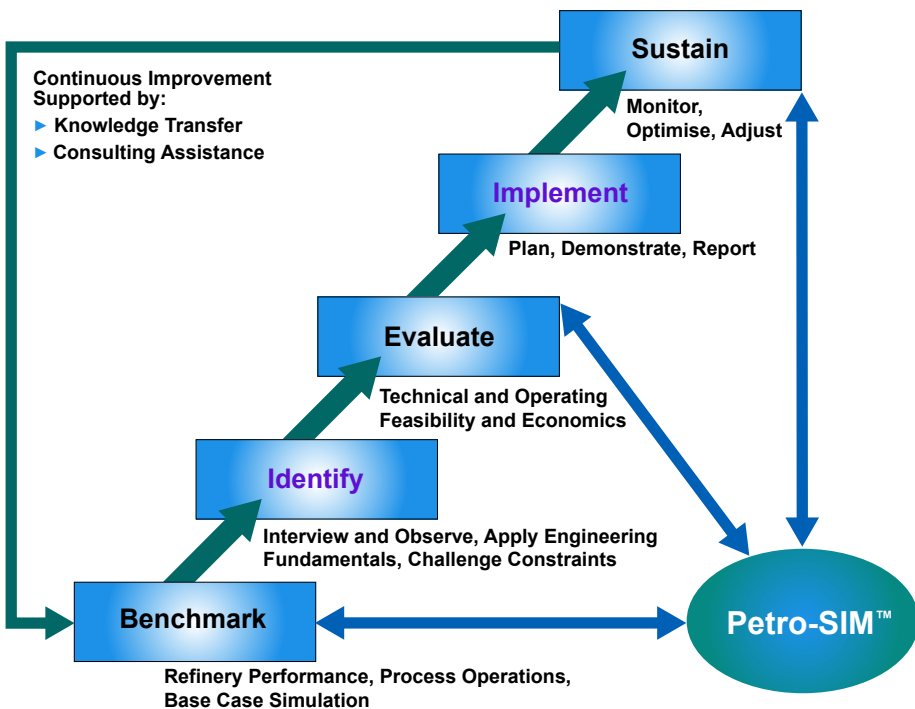 Sustain
Continuous Improvement
Supported by:
► Knowledge Transfer
► Consulting Assistance
Monitor,
Optimise, Adjust
Implement
Plan, Demonstrate, Report
Evaluate
Technical and Operating
Feasibility and Economics
Identify
Interview and Observe, Apply Engineering
Fundamentals, Challenge Constraints
Benchmark
Petro-SIM™
Refinery Performance, Process Operations,
Base Case Simulation